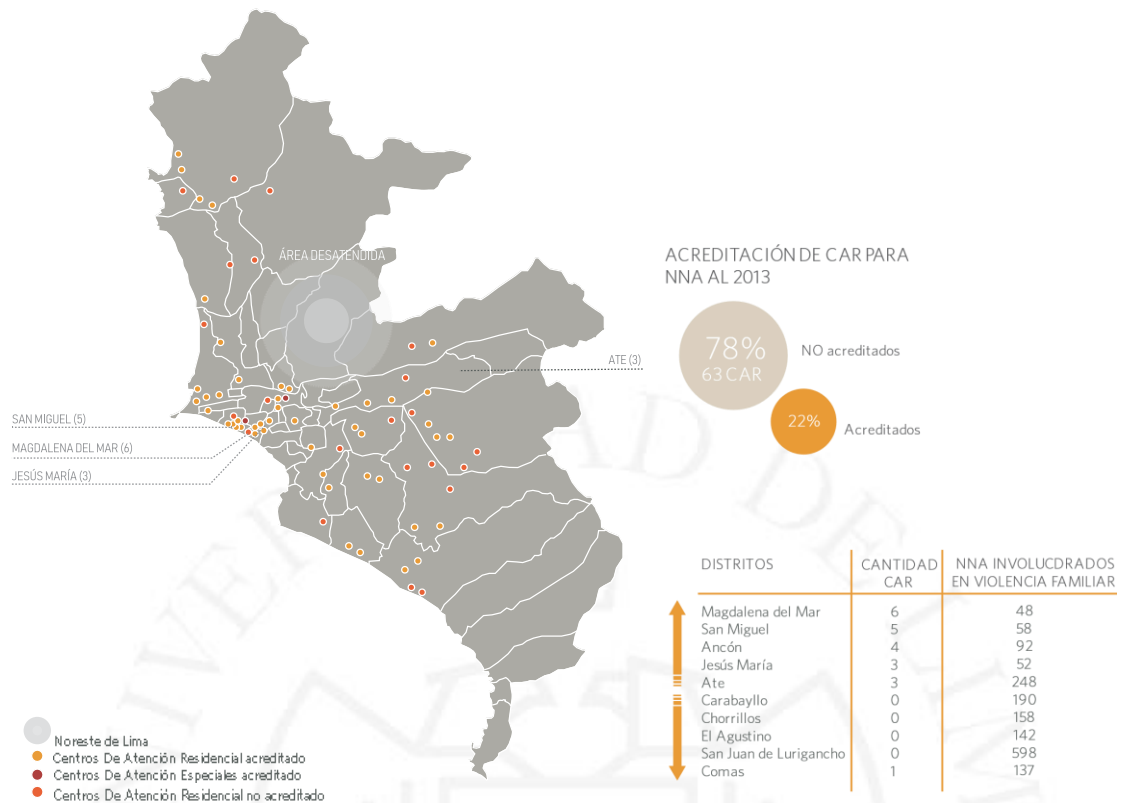 ÁREA DESATENDIDA
ATE (3)
SAN MIGUEL (5)
MAGDALENA DEL MAR (6)
JESÚS MARÍA (3)
Noreste de Lima
Centros De Atención Residencial acreditado
Centros De Atención Especiales acreditado
Centros De Atención Residencial no acreditado
ACREDITACIÓN DE CAR PARA
NNA AL 2013
78%
63 CAR
NO acreditados
22%
Acreditados
DISTRITOS CANTIDAD CAR NNA INVOLUCDRADOS EN VIOLENCIA FAMILIAR
Magdalena del Mar 6 48
San Miguel 5 58
Ancón 4 92
Jesús María 3 52
Ate 3 248
Carabayllo 0 190
Chorrillos 0 158
El Agustino 0 142
San Juan de Lurigancho 0 598
Comas 1 137